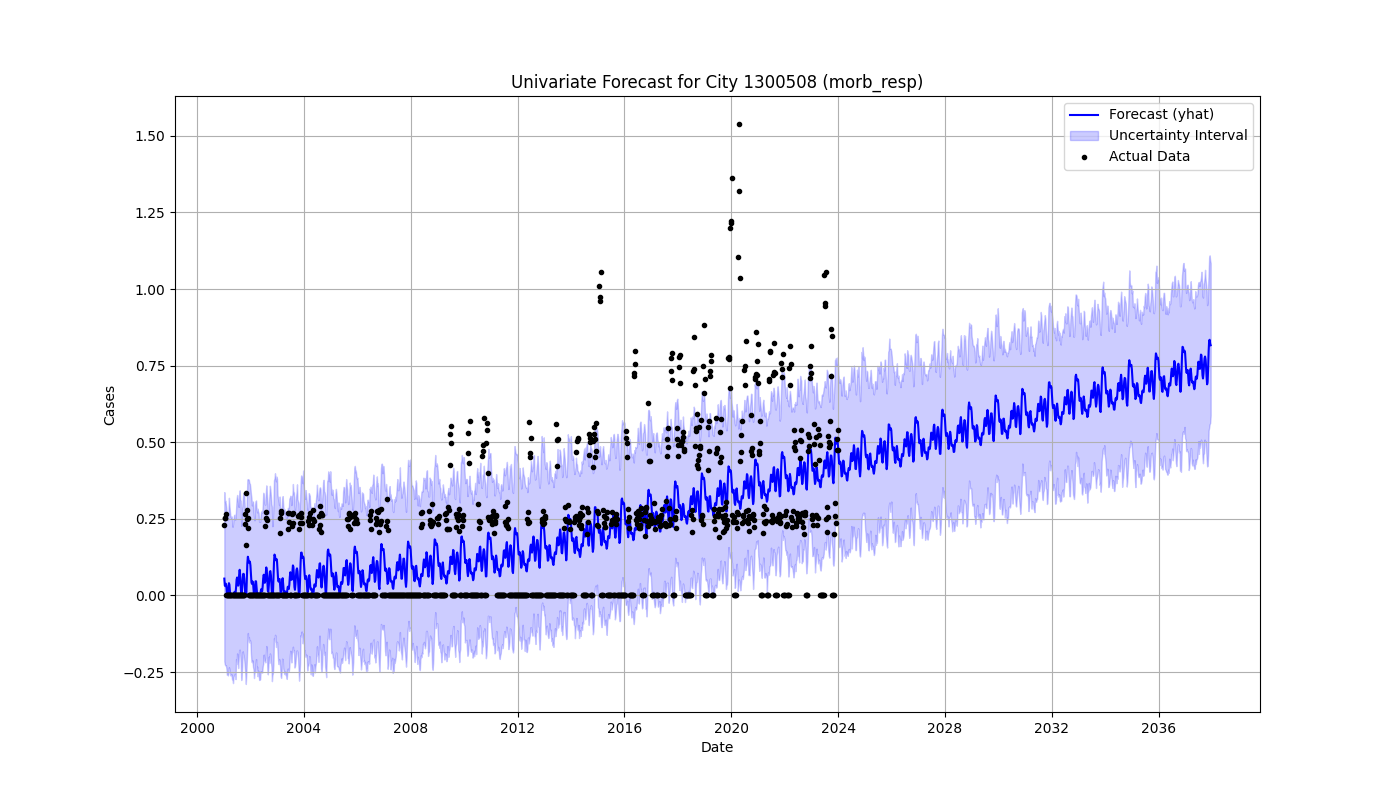 Univariate Forecast for City 1300508 (morb_resp)
Forecast (yhat)
Uncertainty Interval
Actual Data
Cases
1.50
1.25
1.00
0.75
0.50
0.25
0.00
−0.25
2000 2004 2008 2012 2016 2020 2024 2028 2032 2036
Date